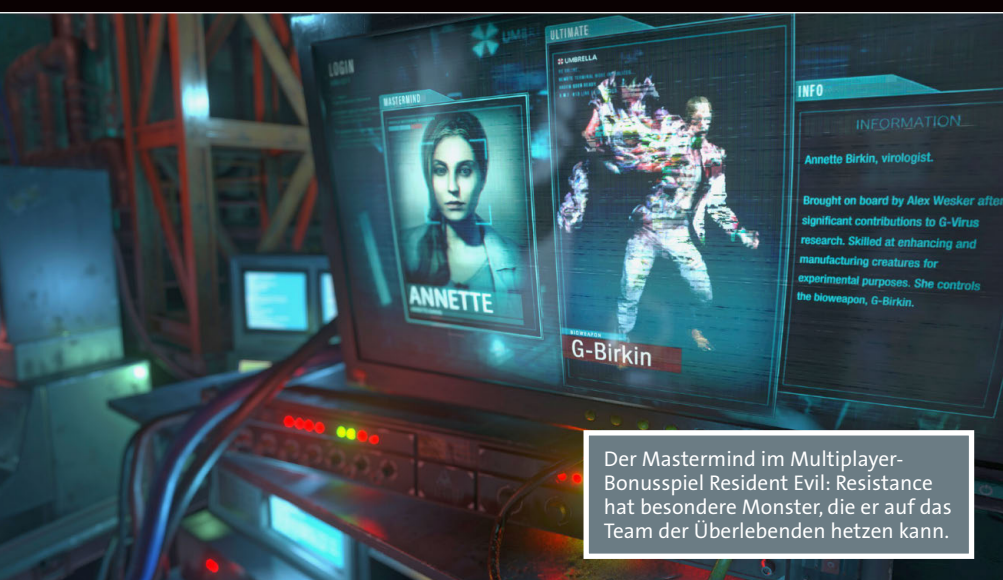 LOGIN
UMB
ULTIMATE
UMBRELLA
MASTERMIND
ANNETTE
BIOWEAPON
G-Birkin
INFO
INFORMATION
Annette Birkin, virologist.
Brought on board by Alex Wesker after
significant contributions to G-Virus
research. Skilled at enhancing and
manufacturing creatures for
experimental purposes. She controls
the bioweapon, G-Birkin.
Der Mastermind im Multiplayer-
Bonusspiel Resident Evil: Resistance
hat besondere Monster, die er auf das
Team der Überlebenden hetzen kann.